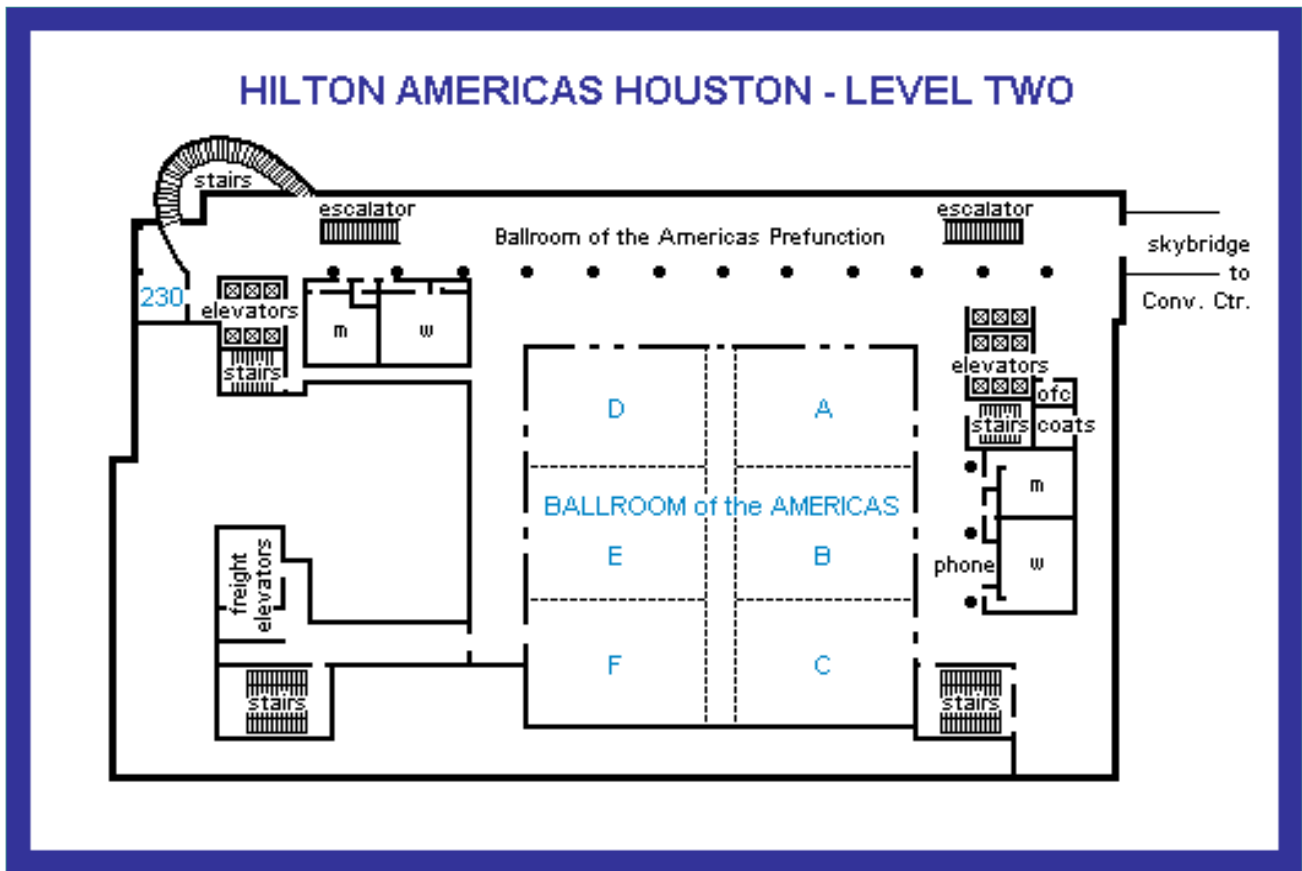 HILTON AMERICAS HOUSTON - LEVEL TWO
stairs
escalator
escalator
Ballroom of the Americas Prefunction
skybridge
to
Conv. Ctr.
230
elevators
m
w
stairs
elevators
ofc
stairs
coats
D
A
BALLROOM of the AMERICAS
m
E
B
phone
w
freight
elevators
F
C
stairs
stairs